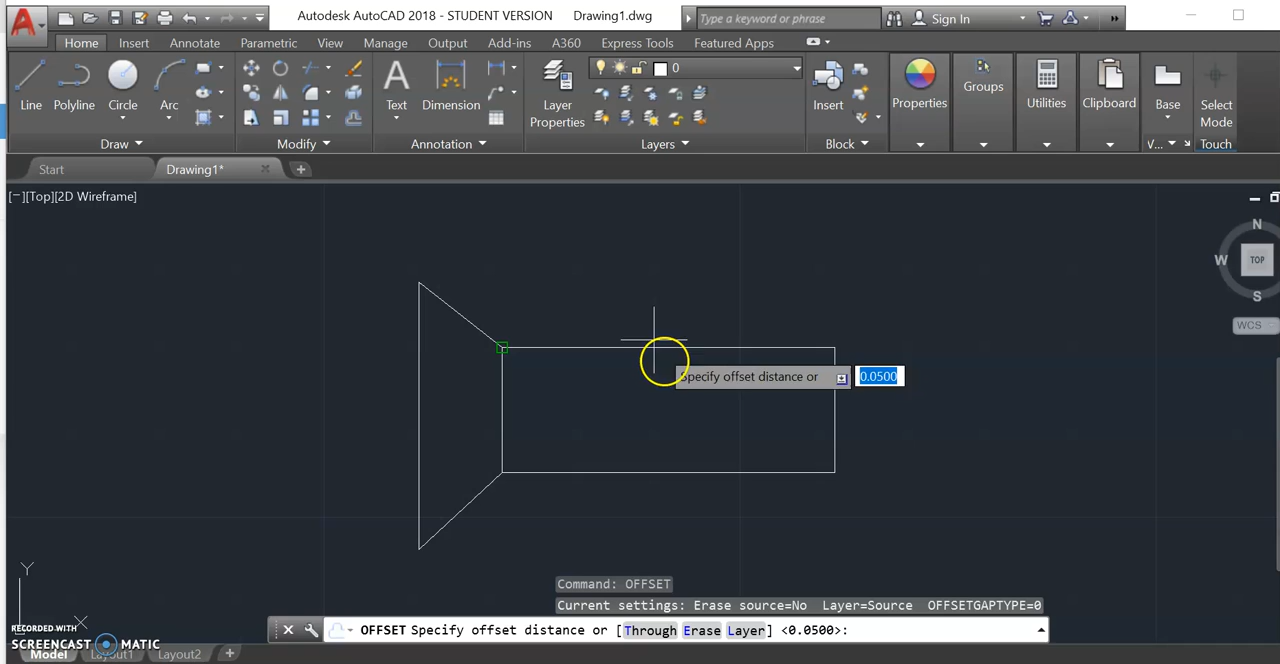 Autodesk AutoCAD 2018 - STUDENT VERSION Drawing1.dwg
Type a keyword or phrase
Sign In
Home Insert Annotate Parametric View Manage Output Add-ins A360 Express Tools Featured Apps
Line
Polyline
Circle
Arc
Draw
Modify
Text
Dimension
Annotation
Layer
Properties
0
Layers
Insert
Block
Properties
Groups
Utilities
Clipboard
Base
V...
Select
Mode
Touch
Start
Drawing1*
[−][Top][2D Wireframe]
N
W
TOP
S
WCS
Specify offset distance or
0.0500
Y
X
Command: OFFSET
Current settings: Erase source=No Layer=Source OFFSETGAPTYPE=0
OFFSET Specify offset distance or [Through Erase Layer] <0.0500>:
RECORDED WITH
SCREENCAST MATIC
Model Layout1 Layout2